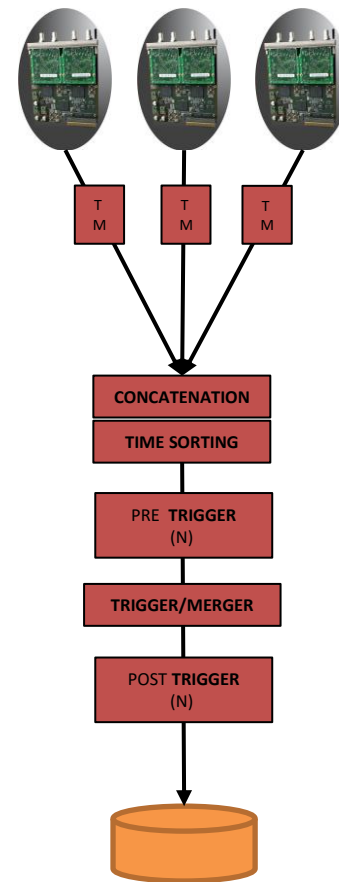 T
M
T
M
T
M
CONCATENATION
TIME SORTING
PRE TRIGGER
(N)
TRIGGER/MERGER
POST TRIGGER
(N)